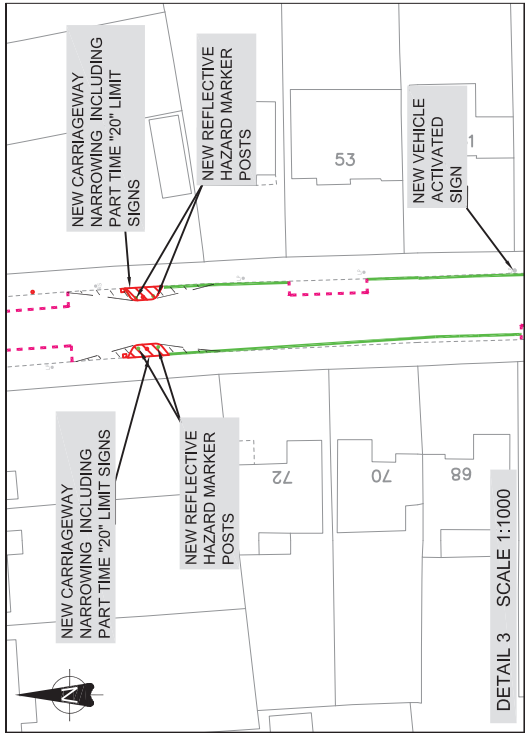 NEW CARRIAGEWAY
NARROWING INCLUDING
PART TIME "20" LIMIT
SIGNS
NEW REFLECTIVE
HAZARD MARKER
POSTS
53
NEW VEHICLE
ACTIVATED
SIGN
1
NEW CARRIAGEWAY
NARROWING INCLUDING
PART TIME "20" LIMIT SIGNS
NEW REFLECTIVE
HAZARD MARKER
POSTS
72
70
68
N
DETAIL 3 SCALE 1:1000